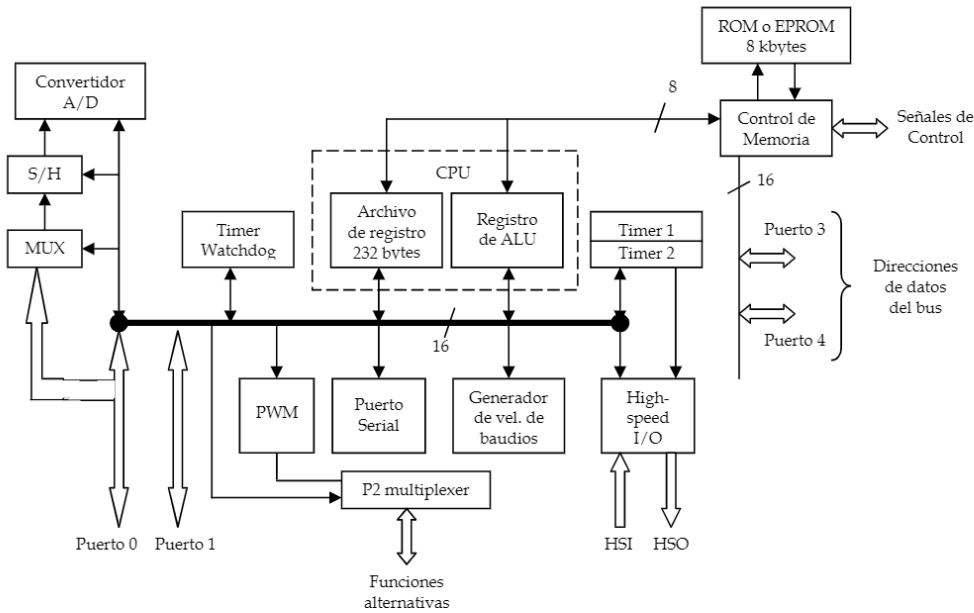 ROM o EPROM
8 kbytes
Convertidor
A/D
8
Control de
Memoria
Señales de
Control
S/H
CPU
16
MUX
Timer
Watchdog
Archivo
de registro
232 bytes
Registro
de ALU
Timer 1
Timer 2
Puerto 3
Direcciones
de datos
del bus
Puerto 4
16
PWM
Puerto
Serial
Generador
de vel. de
baudios
High-
speed
I/O
P2 multiplexer
Puerto 0
Puerto 1
HSI
HSO
Funciones
alternativas